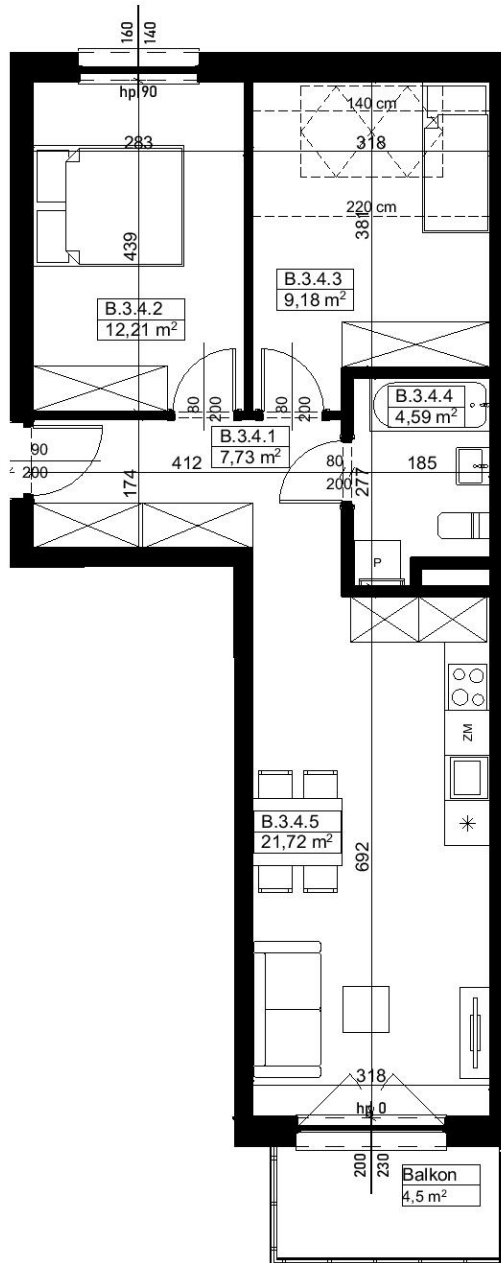 160
140
hp 90
140 cm
283
318
220 cm
381
439
B.3.4.3
9,18 m²
B.3.4.2
12,21 m²
80
200
80
200
B.3.4.4
4,59 m²
B.3.4.1
7,73 m²
90
200
412
174
80
200
277
185
P
ZM
B.3.4.5
21,72 m²
692
318
hp 0
200
230
Balkon
4,5 m²